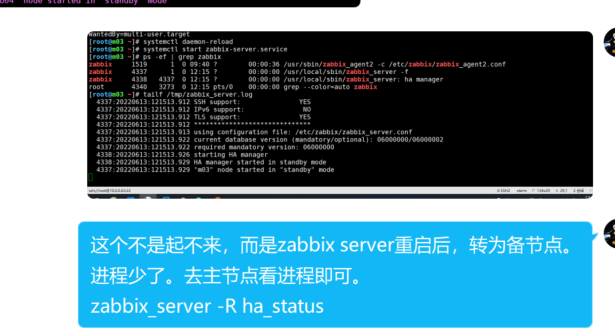 node started in "standby" mode
WantedBy=multi-user.target
[root@m03 ~]# systemctl daemon-reload
[root@m03 ~]# systemctl start zabbix-server.service
[root@m03 ~]# ps -ef | grep zabbix
zabbix 1519 1 0 09:40 ? 00:00:36 /usr/sbin/zabbix_agent2 -c /etc/zabbix/zabbix_agent2.conf
zabbix 4337 1 0 12:15 ? 00:00:00 /usr/local/sbin/zabbix_server -f
zabbix 4338 4337 0 12:15 ? 00:00:00 /usr/local/sbin/zabbix_server: ha manager
root 4340 3273 0 12:15 pts/0 00:00:00 grep --color=auto zabbix
[root@m03 ~]# tailf /tmp/zabbix_server.log
4337:20220613:121513.912 SSH support: YES
4337:20220613:121513.912 IPv6 support: NO
4337:20220613:121513.912 TLS support: YES
4337:20220613:121513.912 ******************************
4337:20220613:121513.913 using configuration file: /etc/zabbix/zabbix_server.conf
4337:20220613:121513.922 current database version (mandatory/optional): 06000000/06000002
4337:20220613:121513.922 required mandatory version: 06000000
4338:20220613:121513.926 starting HA manager
4338:20220613:121513.929 HA manager started in standby mode
4337:20220613:121513.929 "m03" node started in "standby" mode
这个不是起不来，而是zabbix server重启后，转为备节点。
进程少了。去主节点看进程即可。
zabbix_server -R ha_status